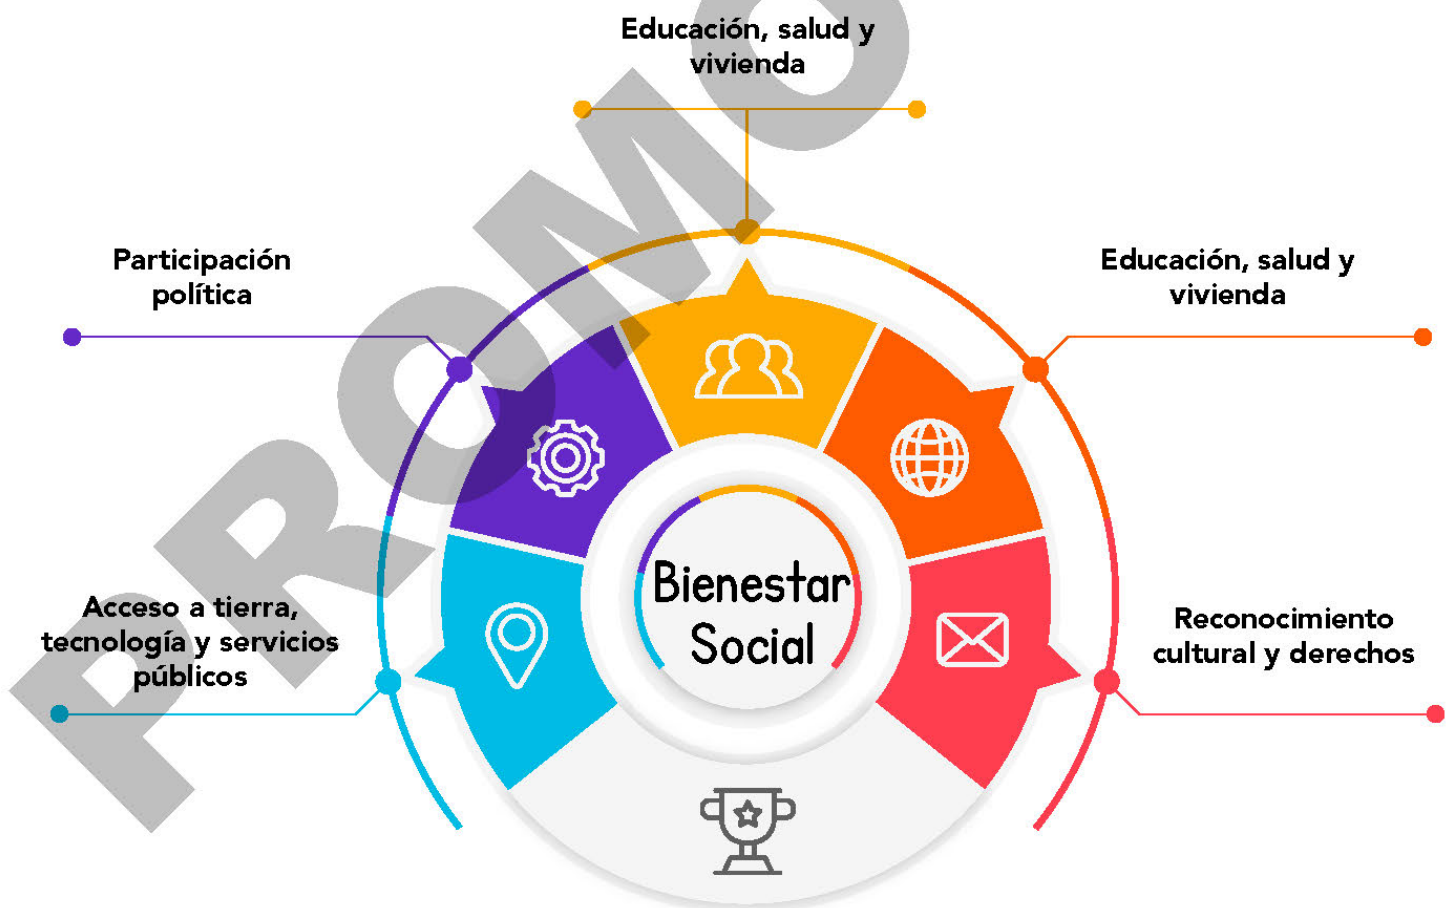 Educación, salud y
vivienda
Participación
política
Educación, salud y
vivienda
Acceso a tierra,
tecnología y servicios
públicos
Bienestar
Social
Reconocimiento
cultural y derechos
PROMO